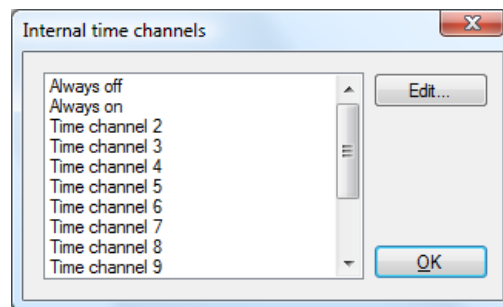 Internal time channels
Always off
Always on
Time channel 2
Time channel 3
Time channel 4
Time channel 5
Time channel 6
Time channel 7
Time channel 8
Time channel 9
Edit...
OK